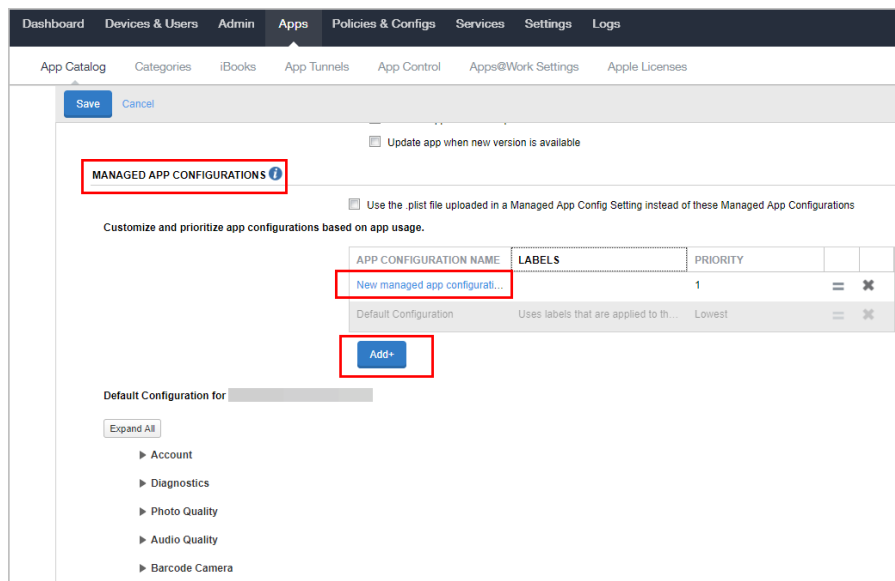 Dashboard Devices & Users Admin Apps Policies & Configs Services Settings Logs
App Catalog Categories iBooks App Tunnels App Control Apps@Work Settings Apple Licenses
Save Cancel
Update app when new version is available
MANAGED APP CONFIGURATIONS i
Use the .plist file uploaded in a Managed App Config Setting instead of these Managed App Configurations
Customize and prioritize app configurations based on app usage.
APP CONFIGURATION NAME LABELS PRIORITY
New managed app configurati... 1
Default Configuration Uses labels that are applied to th... Lowest
Add+
Default Configuration for
Expand All
Account
Diagnostics
Photo Quality
Audio Quality
Barcode Camera